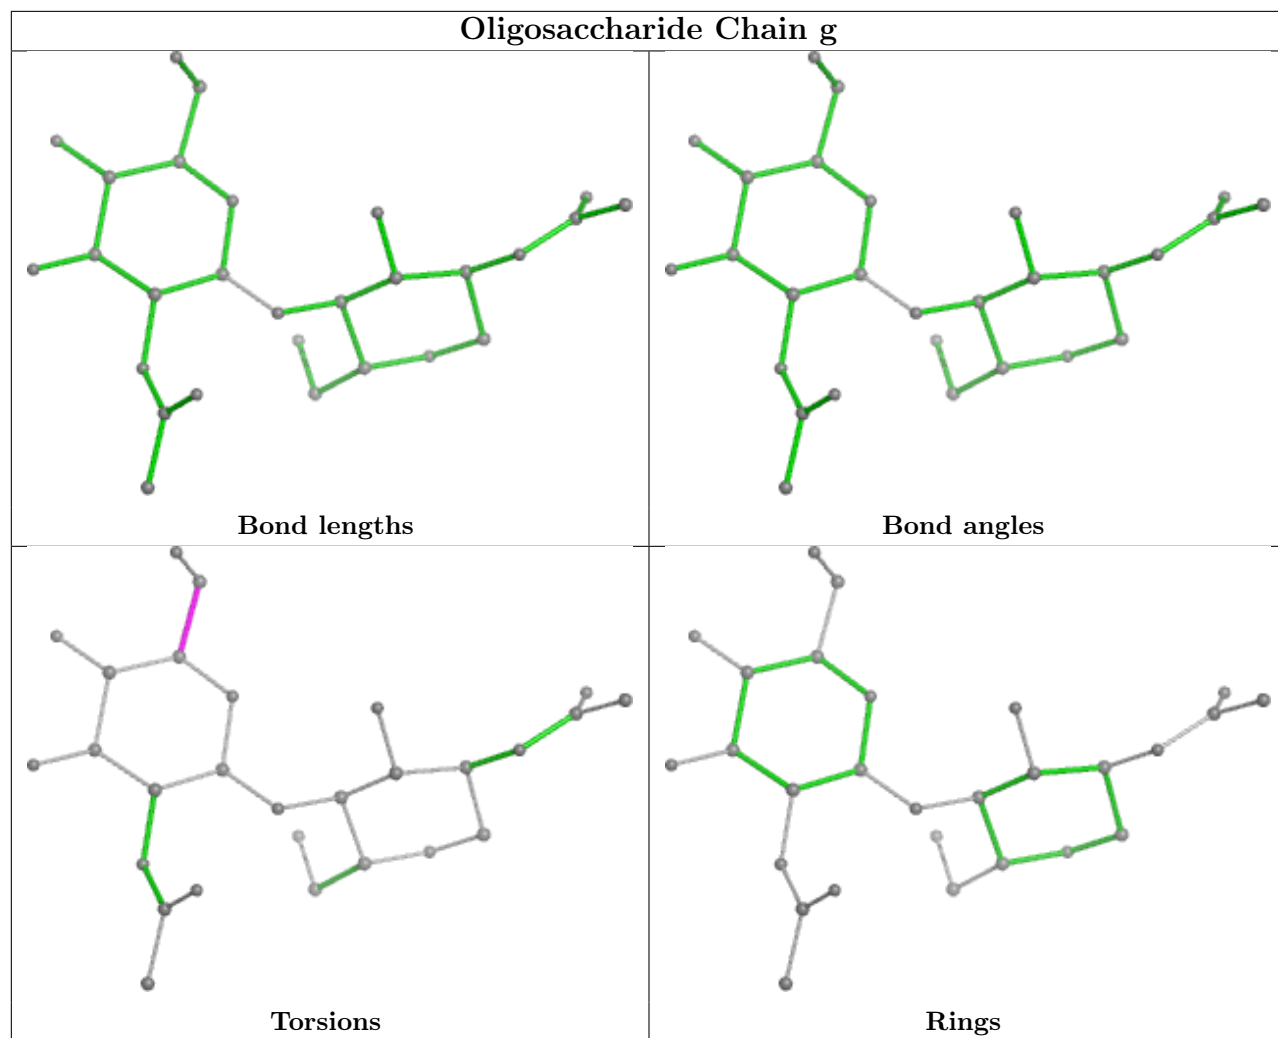 Oligosaccharide Chain g
Bond lengths
Bond angles
Torsions
Rings